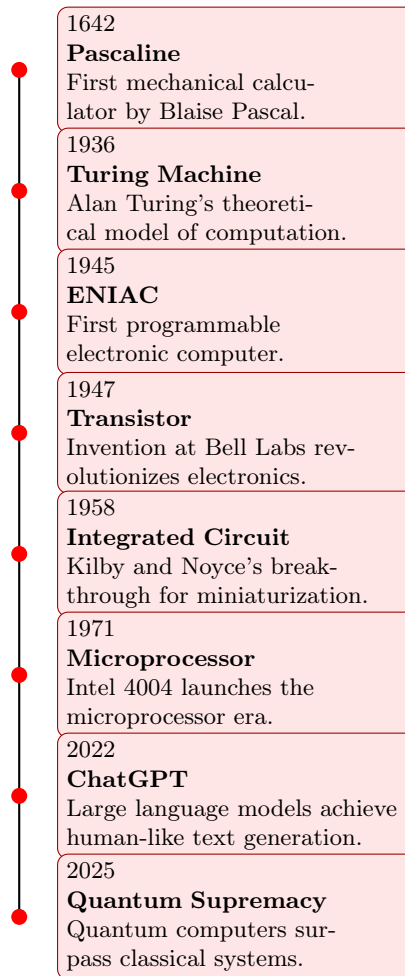 1642
Pascaline
First mechanical calcu-
lator by Blaise Pascal.
1936
Turing Machine
Alan Turing's theoreti-
cal model of computation.
1945
ENIAC
First programmable
electronic computer.
1947
Transistor
Invention at Bell Labs rev-
olutionizes electronics.
1958
Integrated Circuit
Kilby and Noyce's break-
through for miniaturization.
1971
Microprocessor
Intel 4004 launches the
microprocessor era.
2022
ChatGPT
Large language models achieve
human-like text generation.
2025
Quantum Supremacy
Quantum computers sur-
pass classical systems.